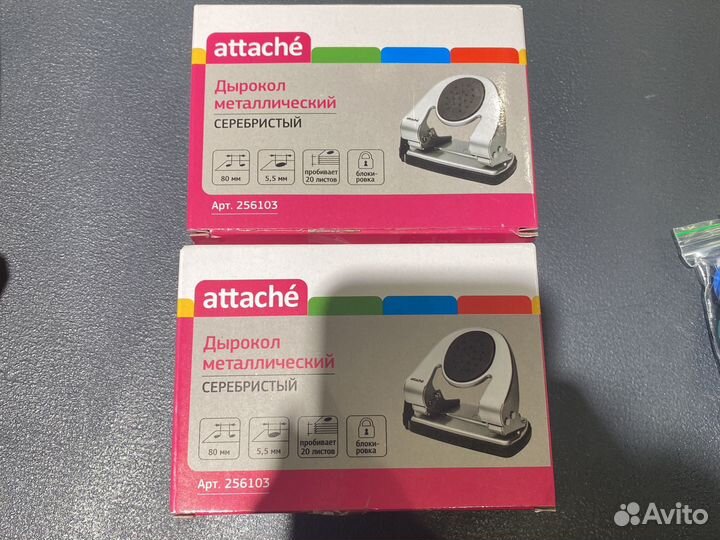 attaché
Дырокол
металлический
СЕРЕБРИСТЫЙ
80 мм
5,5 мм
пробивает
20 листов
блоки-
ровка
Арт. 256103
attaché
Дырокол
металлический
СЕРЕБРИСТЫЙ
80 мм
5,5 мм
пробивает
20 листов
блоки-
ровка
Арт. 256103
Avito